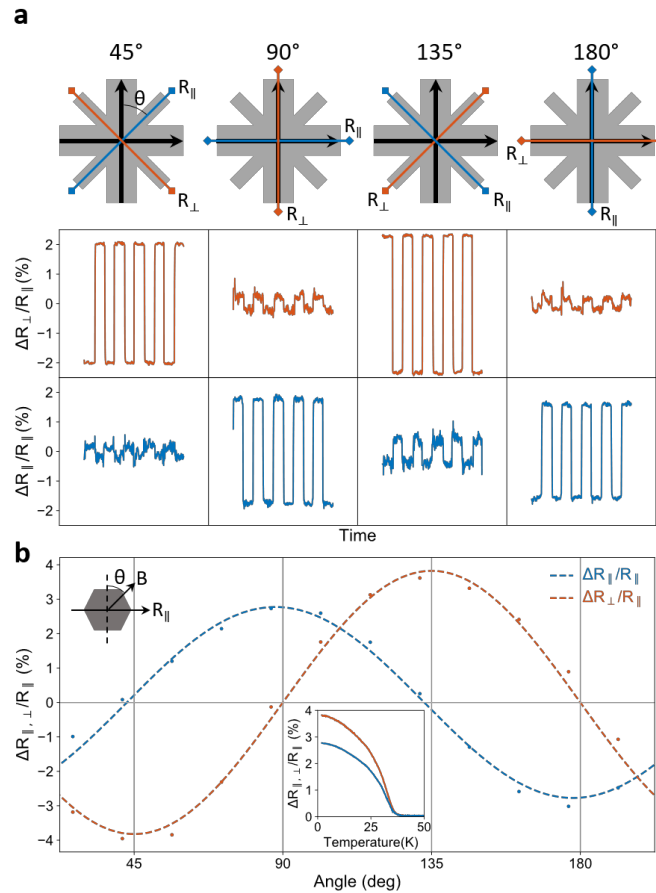 a
45° 90° 135° 180°
θ R∥ R∥ R⊥
R⊥ R⊥ R⊥ R∥ R∥
ΔR⊥/R∥(%)
2
1
0
−1
−2
ΔR∥/R∥(%)
2
1
0
−1
−2
Time
b
θ B
R∥
ΔR∥/R∥
ΔR⊥/R∥
ΔR∥,⊥/R∥ (%)
4
3
2
1
0
−1
−2
−3
−4
ΔR∥,⊥/R∥(%)
4
3
2
1
0
0 25 50
Temperature(K)
45 90 135 180
Angle (deg)